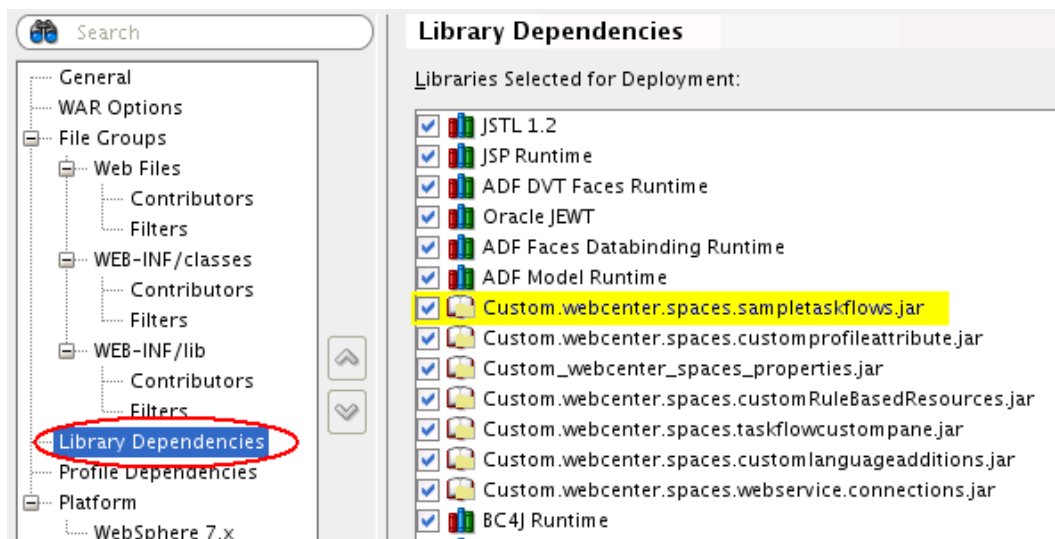 Search
General
WAR Options
File Groups
Web Files
Contributors
Filters
WEB-INF/classes
Contributors
Filters
WEB-INF/lib
Contributors
Filters
Library Dependencies
Profile Dependencies
Platform
WebSphere 7.x
Library Dependencies
Libraries Selected for Deployment:
JSTL 1.2
JSP Runtime
ADF DVT Faces Runtime
Oracle JEWT
ADF Faces Databinding Runtime
ADF Model Runtime
Custom.webcenter.spaces.sampletaskflows.jar
Custom.webcenter.spaces.customprofileattribute.jar
Custom_webcenter_spaces_properties.jar
Custom.webcenter.spaces.customRuleBasedResources.jar
Custom.webcenter.spaces.taskflowcustompane.jar
Custom.webcenter.spaces.customlanguageadditions.jar
Custom.webcenter.spaces.webservice.connections.jar
BC4J Runtime